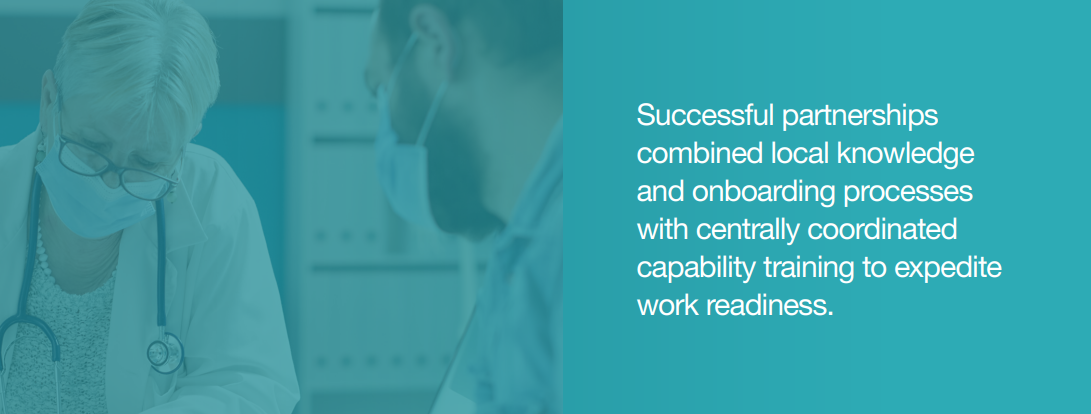 Successful partnerships
combined local knowledge
and onboarding processes
with centrally coordinated
capability training to expedite
work readiness.